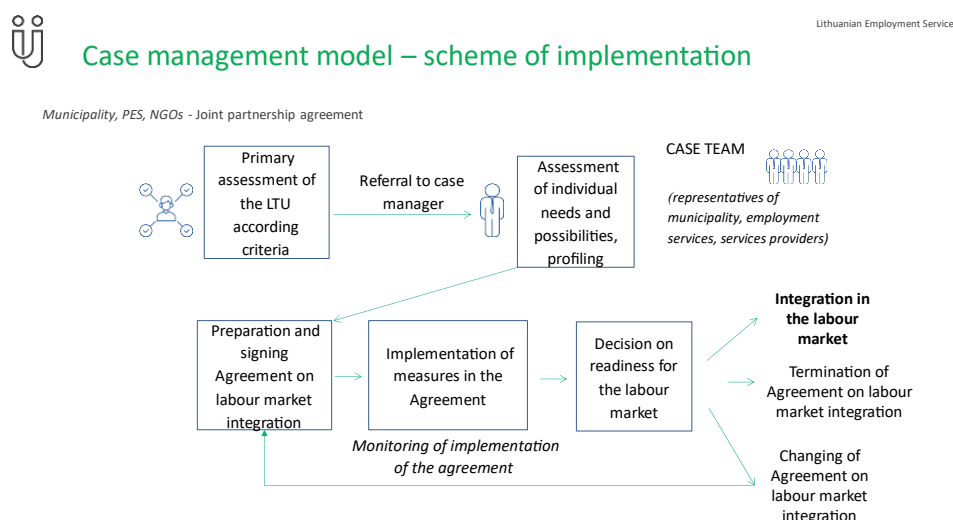 Lithuanian Employment Service
Case management model – scheme of implementation
Municipality, PES, NGOs - Joint partnership agreement
Primary
assessment of
the LTU
according
criteria
Referral to case
manager
Assessment
of individual
needs and
possibilities,
profiling
CASE TEAM
(representatives of
municipality, employment
services, services providers)
Preparation and
signing
Agreement on
labour market
integration
Implementation of
measures in the
Agreement
Monitoring of implementation
of the agreement
Decision on
readiness for
the labour
market
Integration in
the labour
market
Termination of
Agreement on labour
market integration
Changing of
Agreement on
labour market
integration